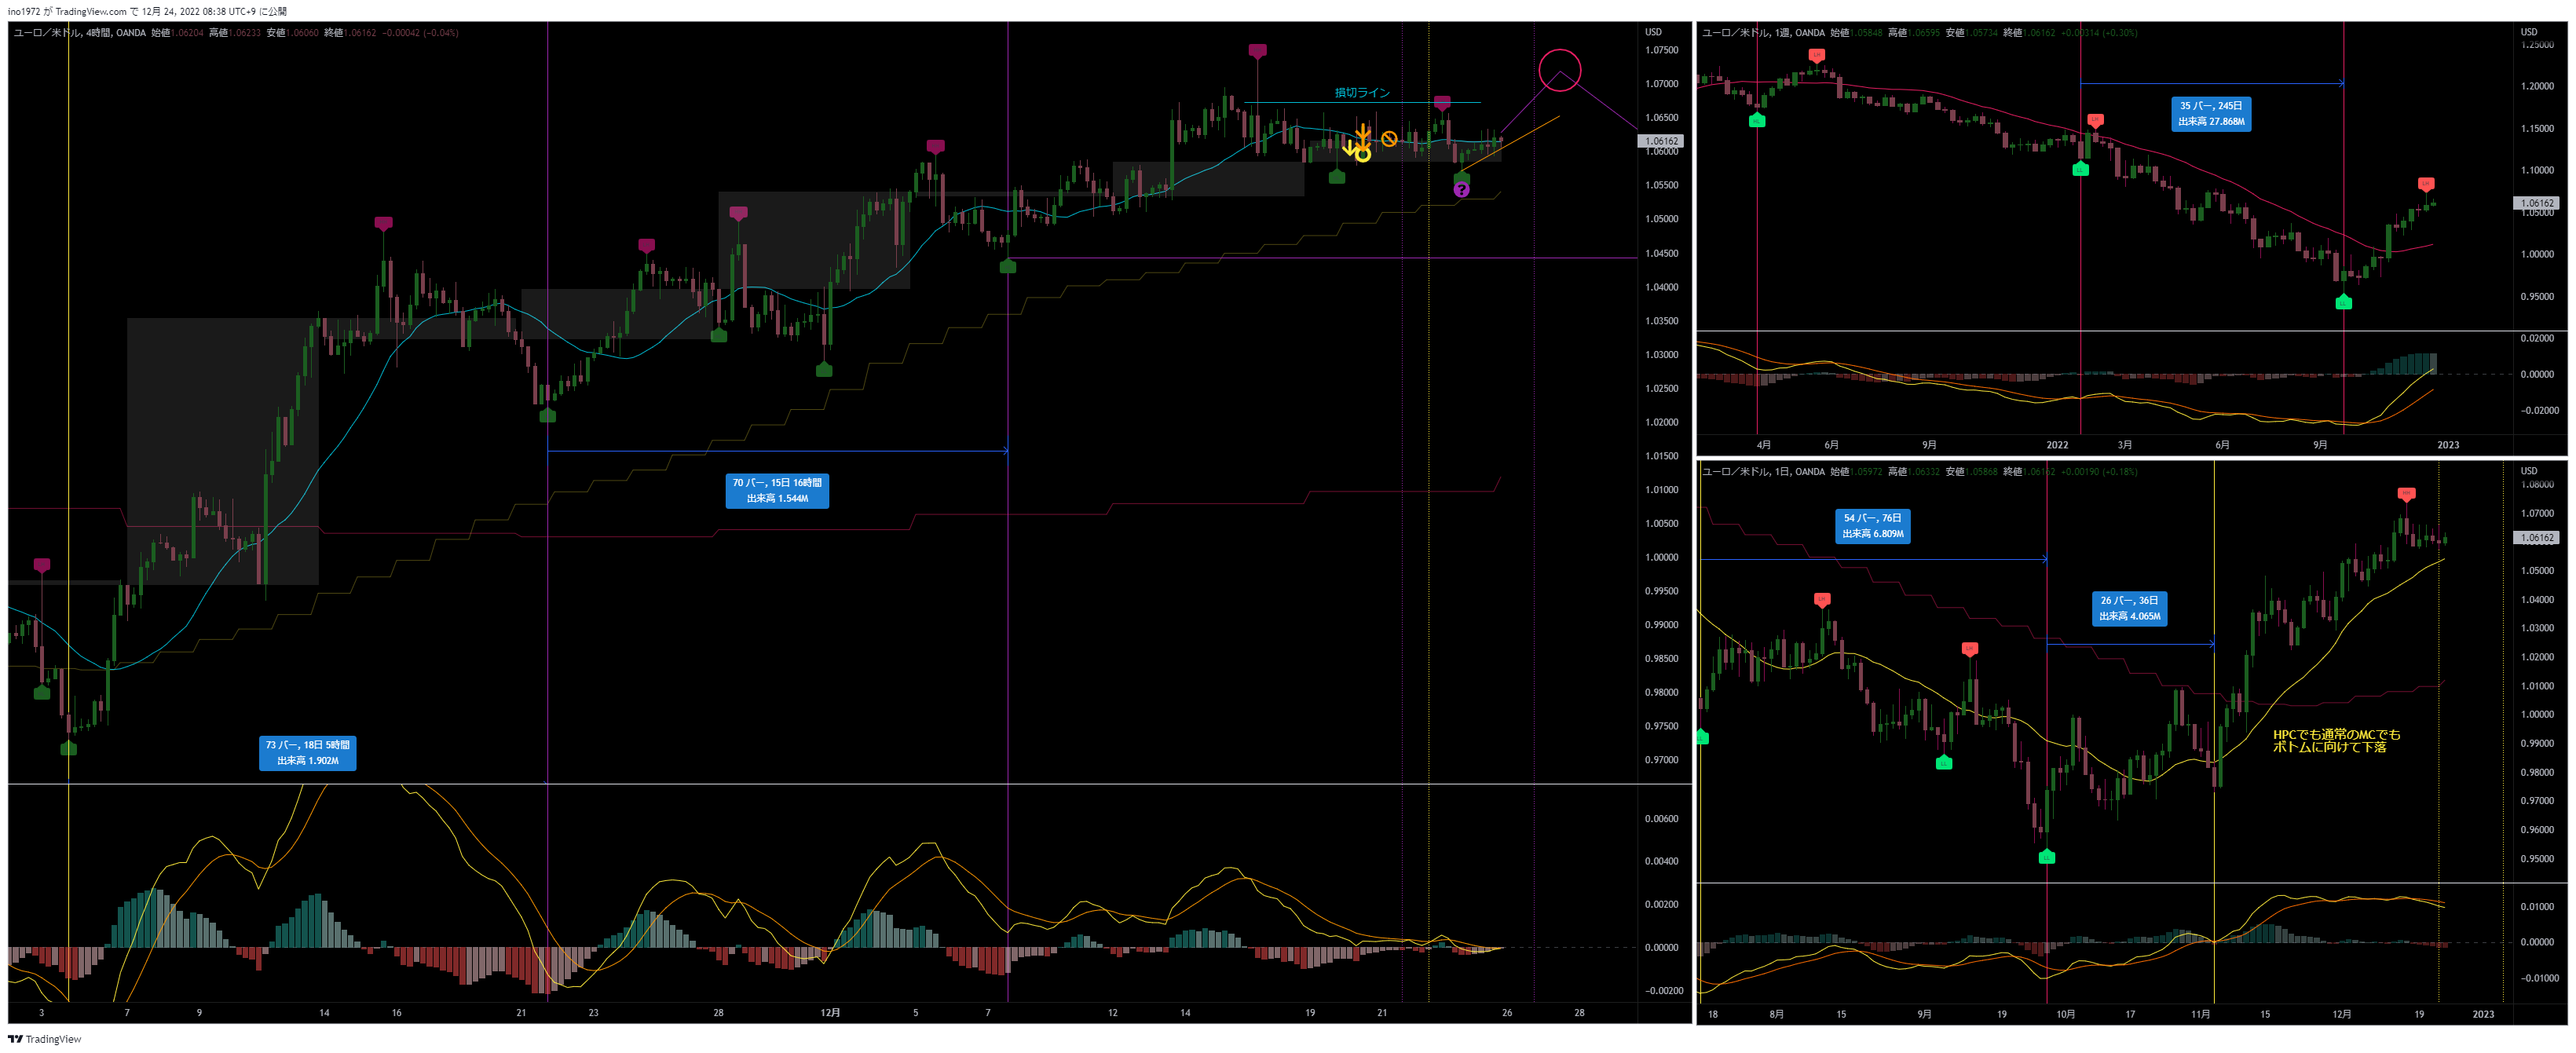 ino1972 が TradingView.com で 12月 24, 2022 08:38 UTC+9 に公開
ユーロ／米ドル, 4時間, OANDA 始値1.06204 高値1.06233 安値1.06060 終値1.06162 −0.00042 (−0.04%)
USD
1.07500
1.07000
1.06500
1.06162
1.06000
1.05500
1.05000
1.04500
1.04000
1.03500
1.03000
1.02500
1.02000
1.01500
1.01000
1.00500
1.00000
0.99500
0.99000
0.98500
0.98000
0.97500
0.97000
損切ライン
?
70 バー, 15日 16時間
出来高 1.544M
73 バー, 18日 5時間
出来高 1.902M
0.00600
0.00400
0.00200
0.00000
−0.00200
3 7 9 14 16 21 23 28 12月 5 7 12 14 19 21 26 28
ユーロ／米ドル, 1週, OANDA 始値1.05848 高値1.06595 安値1.05734 終値1.06162 +0.00314 (+0.30%)
USD
1.25000
1.20000
1.15000
1.10000
1.06162
1.05000
1.00000
0.95000
LH
LH
LH
LL
LL
35 バー, 245日
出来高 27.868M
0.02000
0.00000
−0.02000
4月 6月 9月 2022 3月 6月 9月 2023
ユーロ／米ドル, 1日, OANDA 始値1.05972 高値1.06332 安値1.05868 終値1.06162 +0.00190 (+0.18%)
USD
1.08000
1.07000
1.06162
1.05000
1.04000
1.03000
1.02000
1.01000
1.00000
0.99000
0.98000
0.97000
0.96000
0.95000
54 バー, 76日
出来高 6.809M
26 バー, 36日
出来高 4.065M
LH
LH
HH
LL
LL
LL
HPCでも通常のMCでも
ボトムに向けて下落
0.01000
0.00000
−0.01000
18 8月 15 9月 19 10月 17 11月 15 12月 19 2023
TradingView